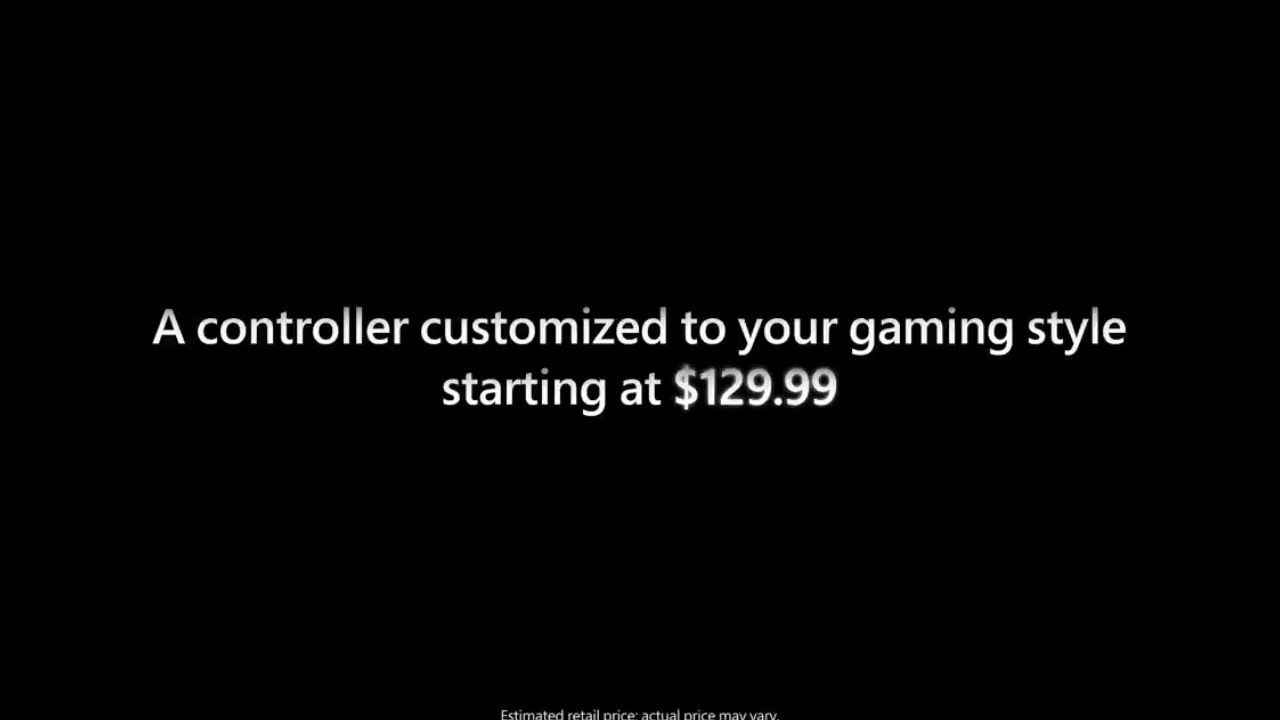 A controller customized to your gaming style
starting at $129.99
Estimated retail price; actual price may vary.